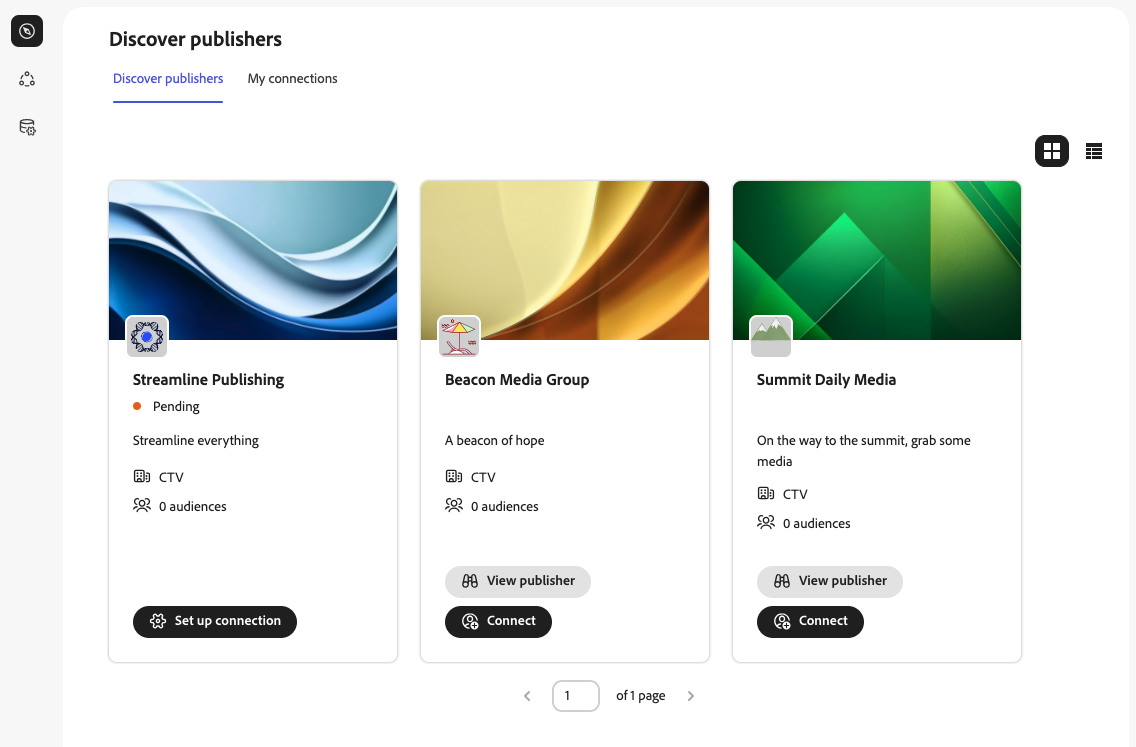 Discover publishers
Discover publishers
My connections
Streamline Publishing
Pending
Streamline everything
CTV
0 audiences
Set up connection
Beacon Media Group
A beacon of hope
CTV
0 audiences
View publisher
Connect
Summit Daily Media
On the way to the summit, grab some
media
CTV
0 audiences
View publisher
Connect
1 of 1 page